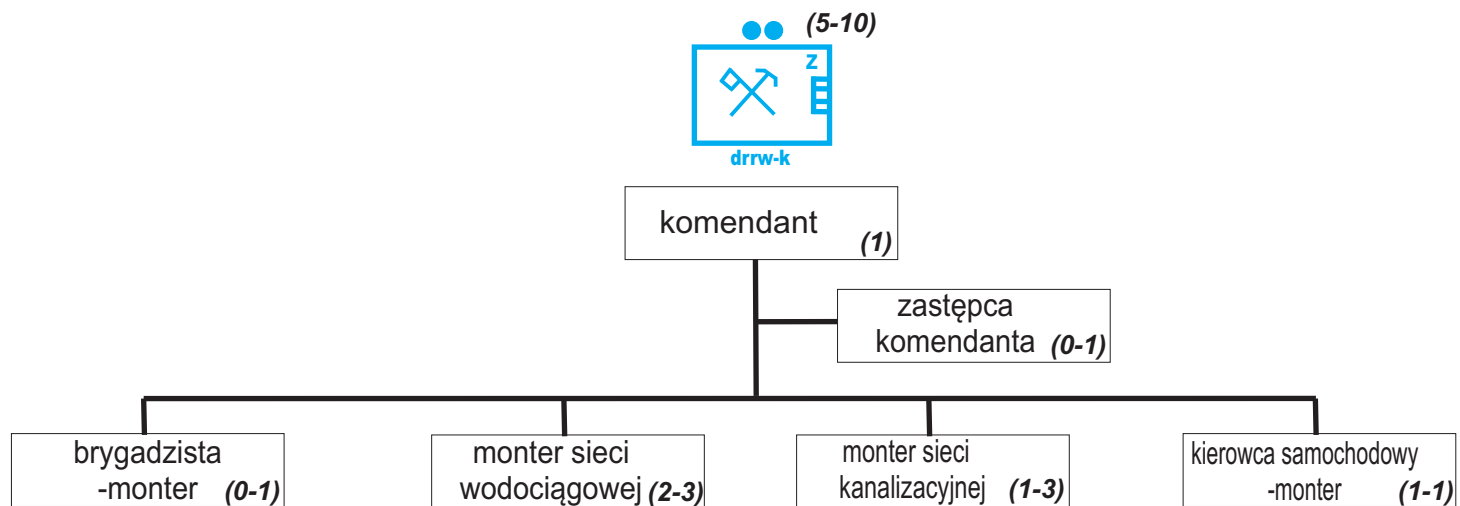 (5-10)
z
drrw-k
komendant
(1)
zastępca
komendanta (0-1)
brygadzista
-monter (0-1)
monter sieci
wodociągowej (2-3)
monter sieci
kanalizacyjnej (1-3)
kierowca samochodowy
-monter (1-1)